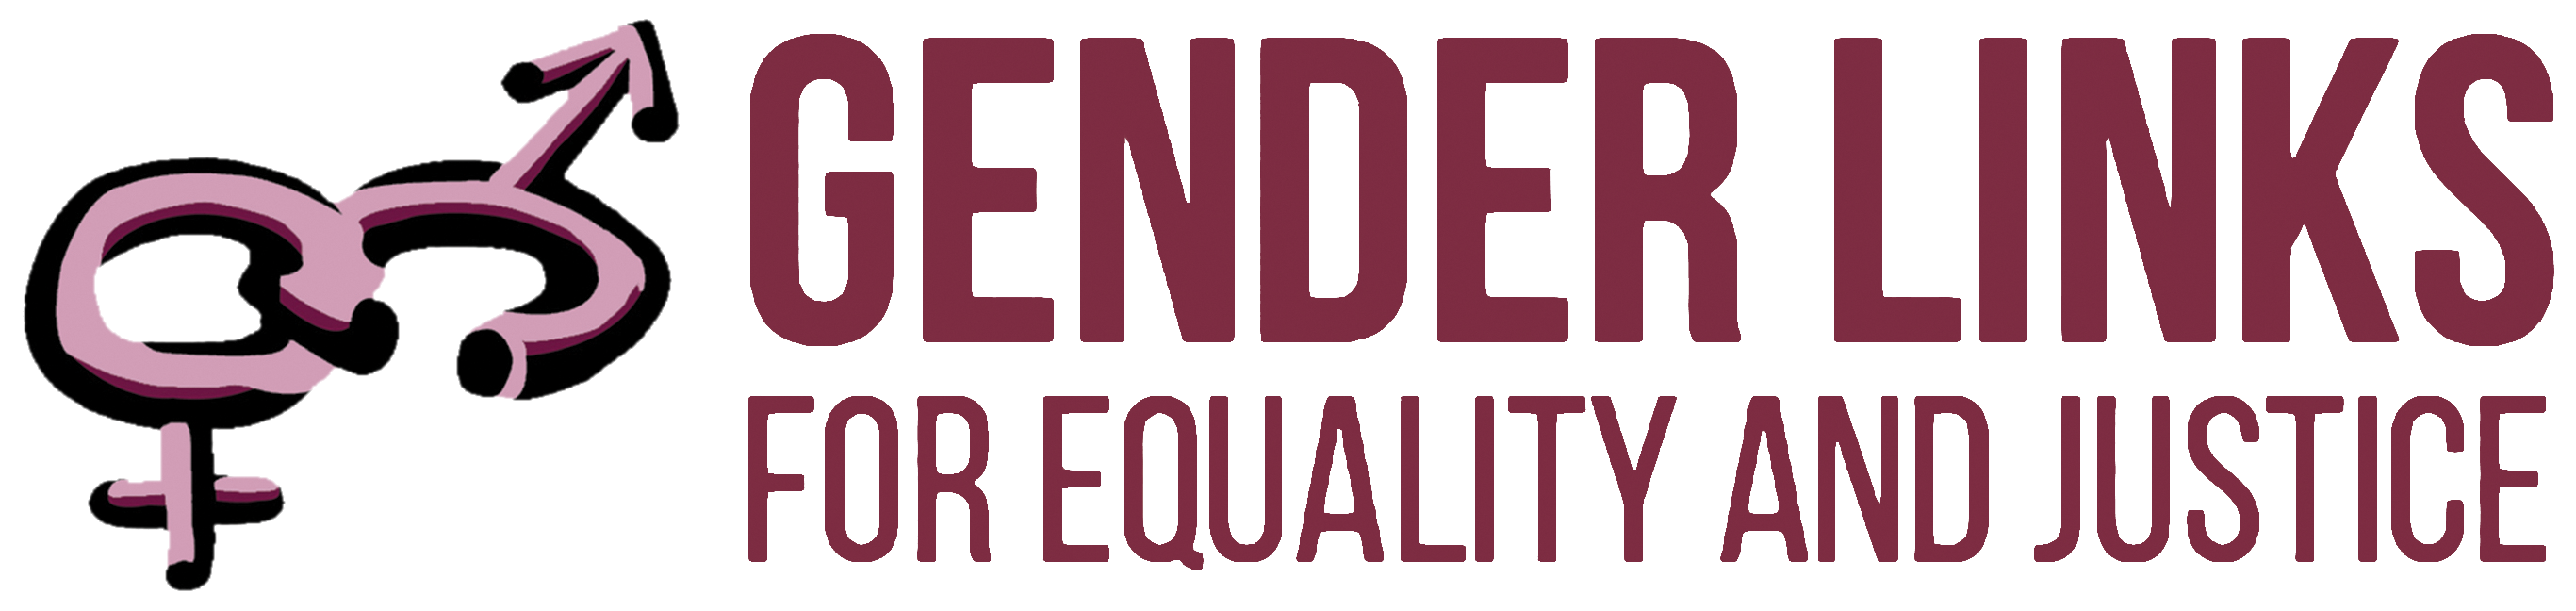 GENDER LINKS
FOR EQUALITY AND JUSTICE